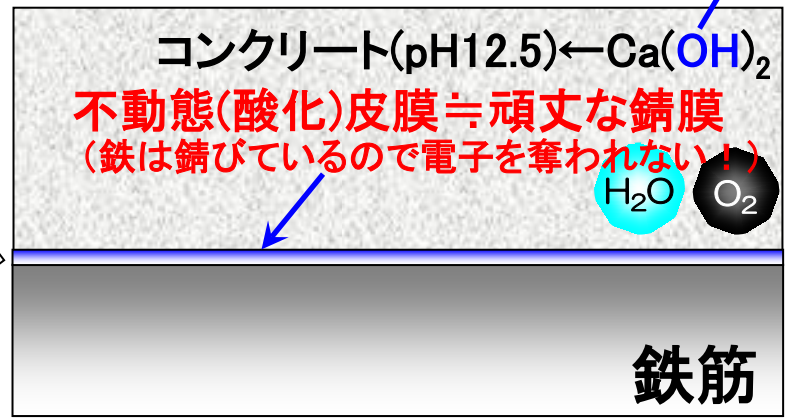 コンクリート(pH12.5)←Ca(OH)₂
不動態(酸化)皮膜≒頑丈な錆膜
（鉄は錆びているので電子を奪われない！）
H₂O O₂
鉄筋